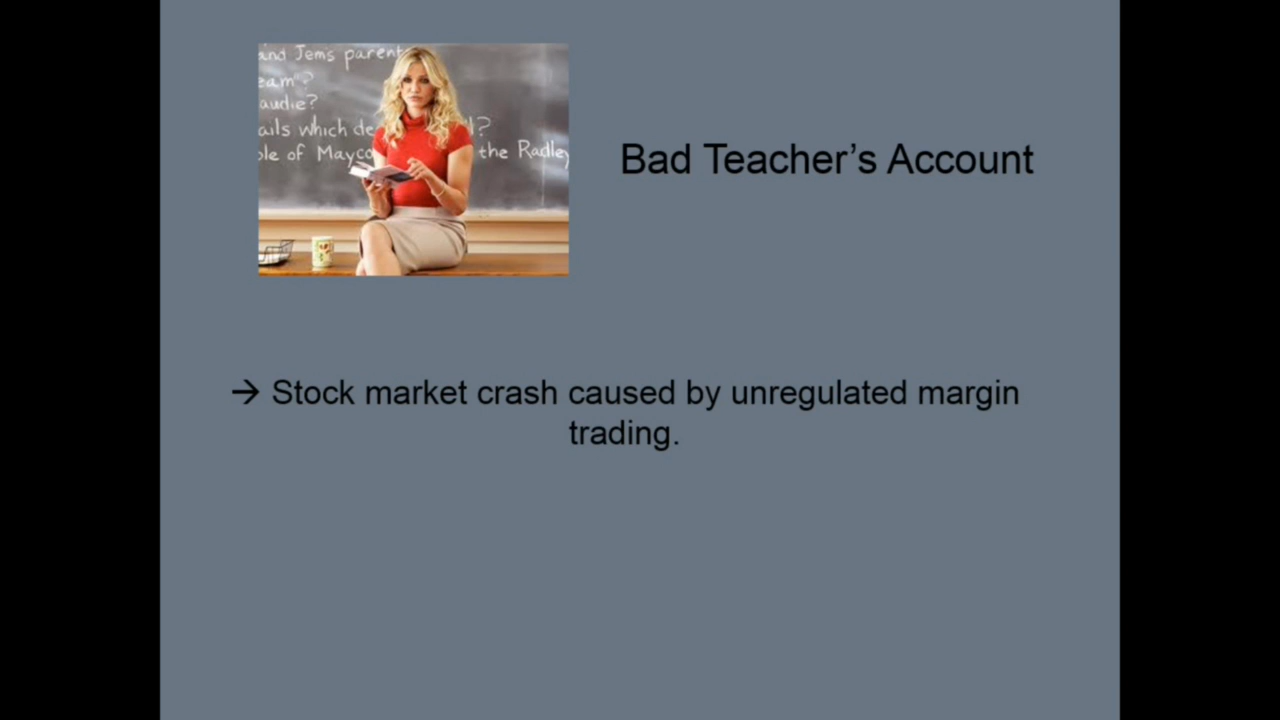 and Jem's parent
eam?
audie?
ails which de
?
ole of Mayco
the Radley
Bad Teacher’s Account
→ Stock market crash caused by unregulated margin
trading.